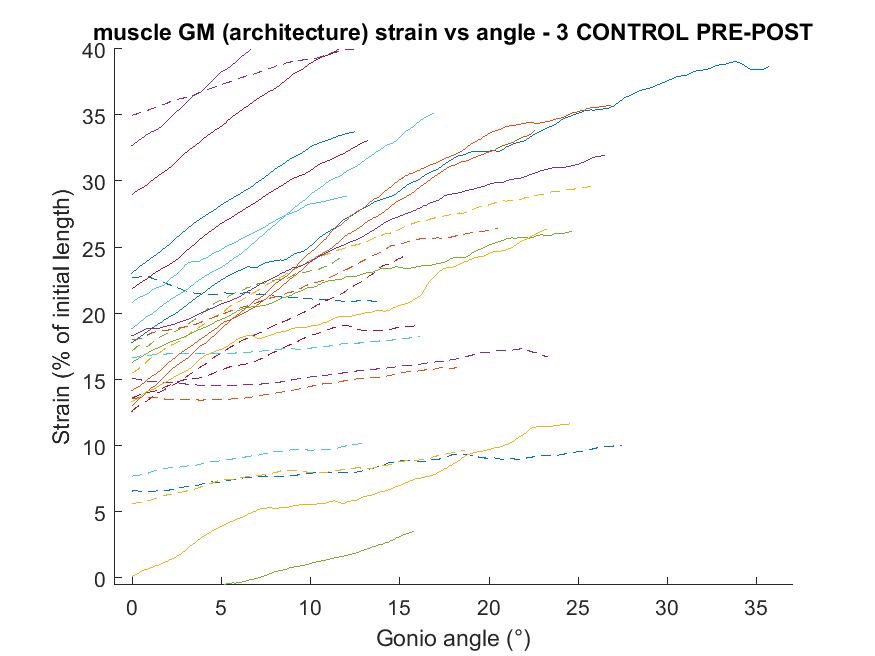 muscle GM (architecture) strain vs angle - 3 CONTROL PRE-POST
Strain (% of initial length)
40
35
30
25
20
15
10
5
0
0 5 10 15 20 25 30 35
Gonio angle (°)